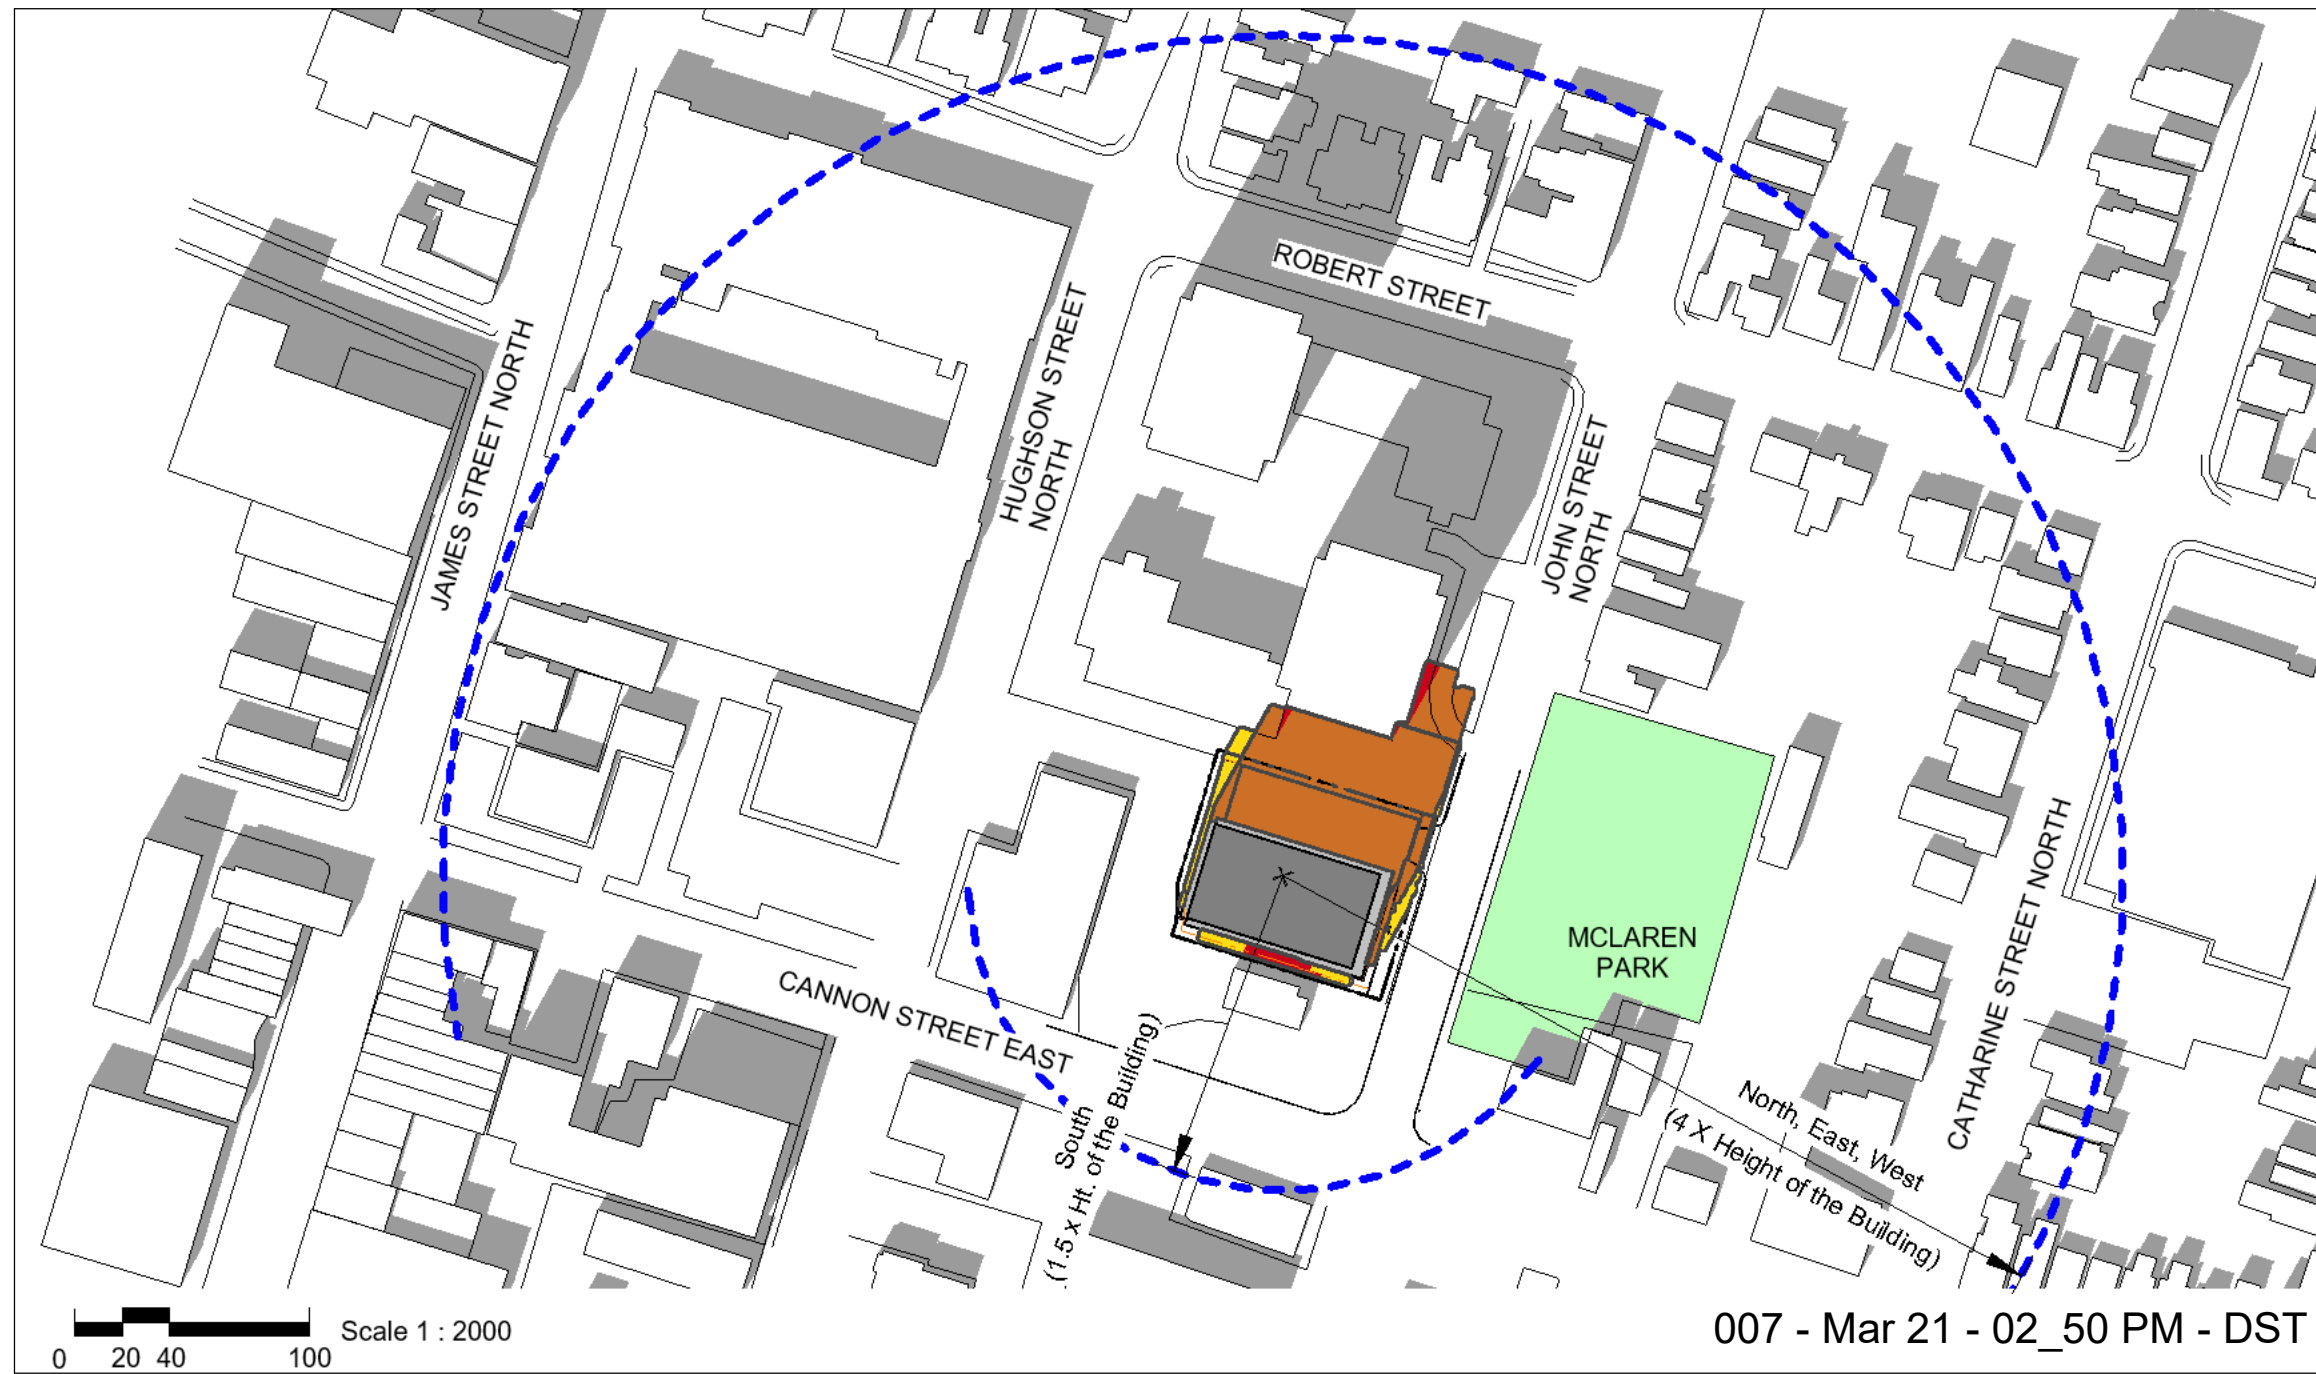 ROBERT STREET
HUGHSON STREET
NORTH
JAMES STREET NORTH
JOHN STREET
NORTH
MCLAREN
PARK
CANNON STREET EAST
CATHARINE STREET NORTH
South
(1.5 x Ht. of the Building)
North, East, West
(4 X Height of the Building)
Scale 1 : 2000
0 20 40 100
007 - Mar 21 - 02_50 PM - DST